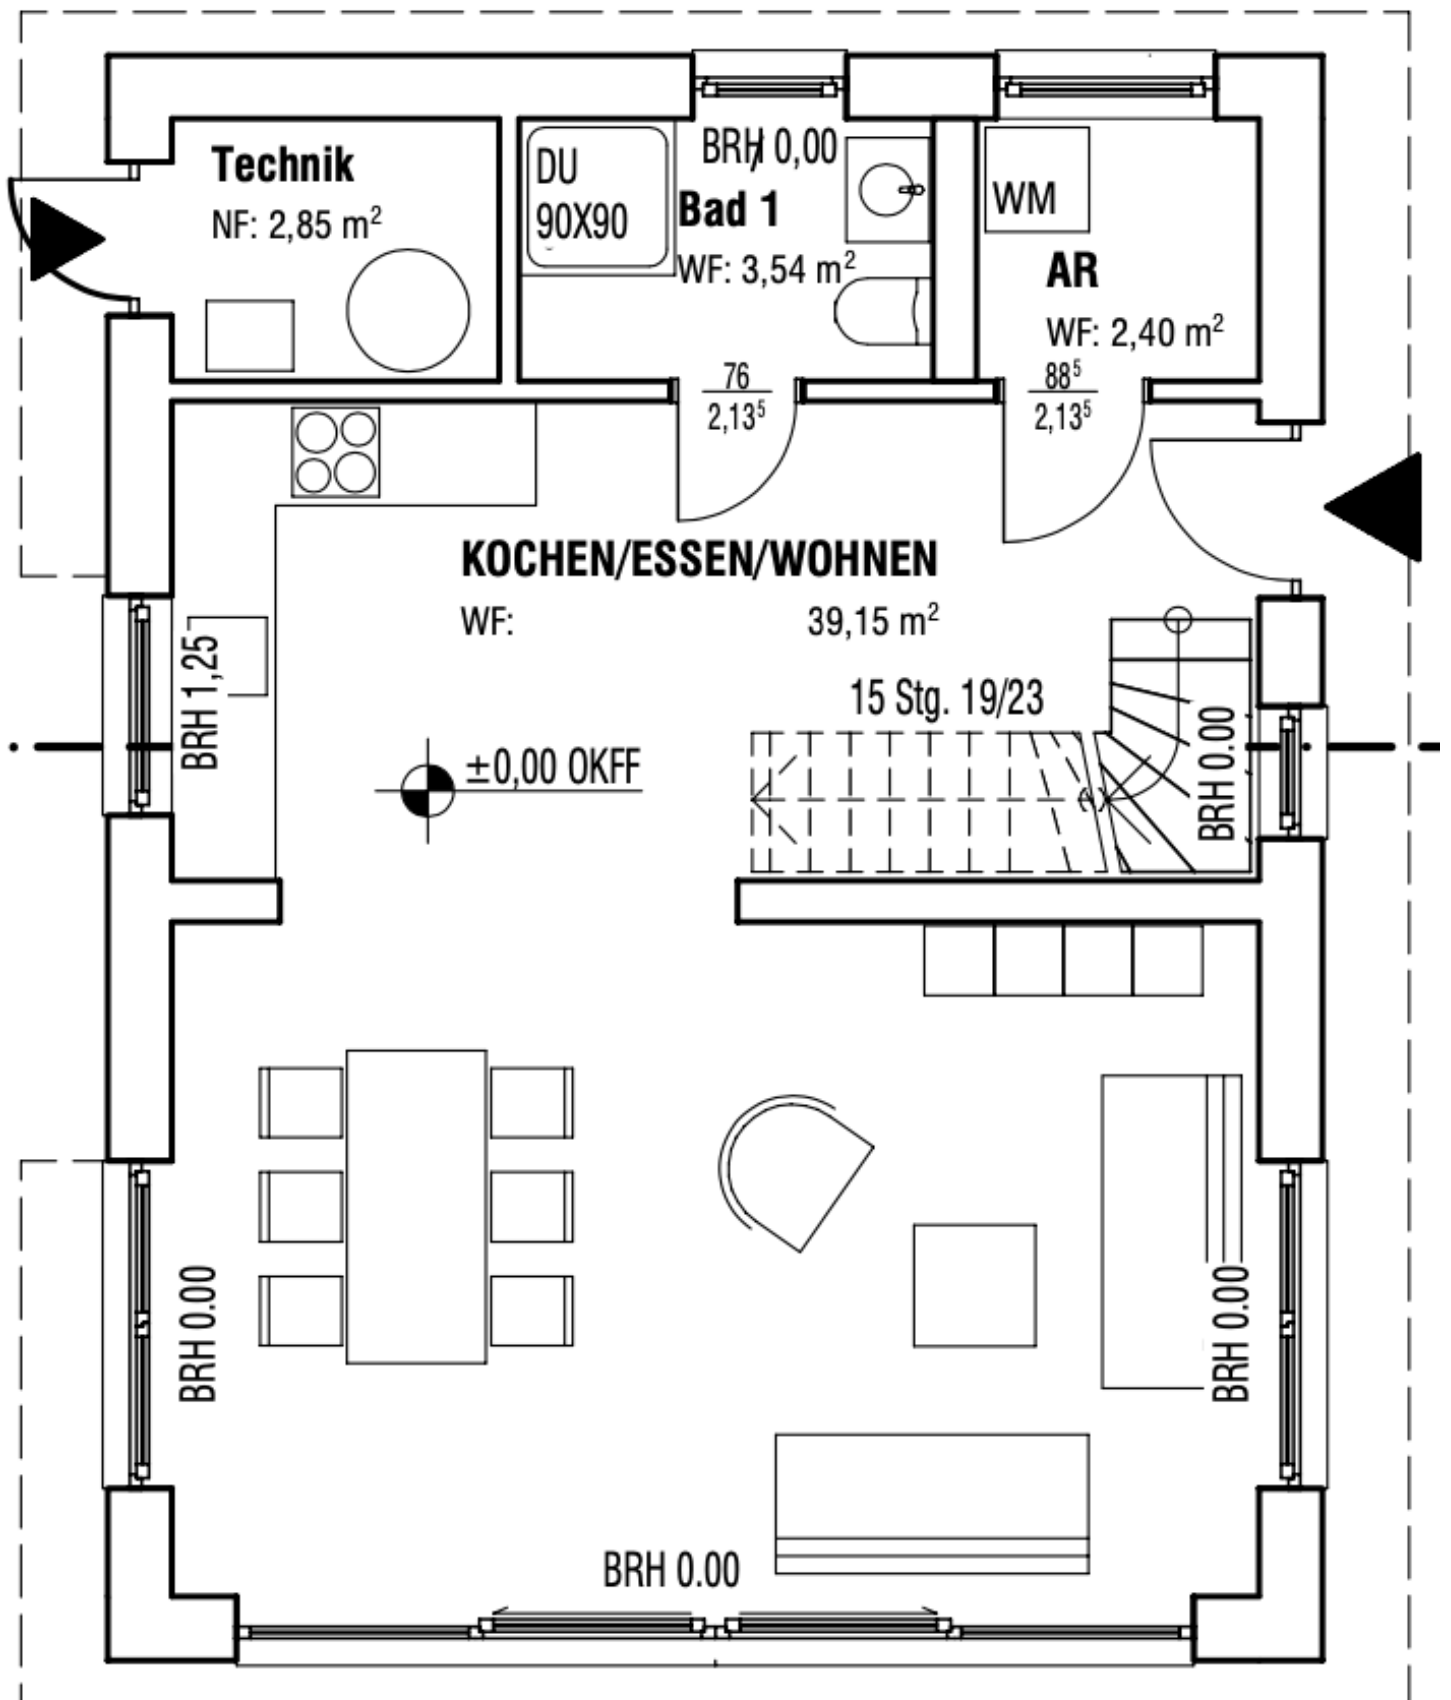 Technik
NF: 2,85 m²
DU
90X90
BRH 0,00
Bad 1
WF: 3,54 m²
WM
AR
WF: 2,40 m²
76
2,13⁵
88⁵
2,13⁵
KOCHEN/ESSEN/WOHNEN
WF: 39,15 m²
BRH 1,25
15 Stg. 19/23
±0,00 OKFF
BRH 0.00
BRH 0.00
BRH 0.00
BRH 0.00